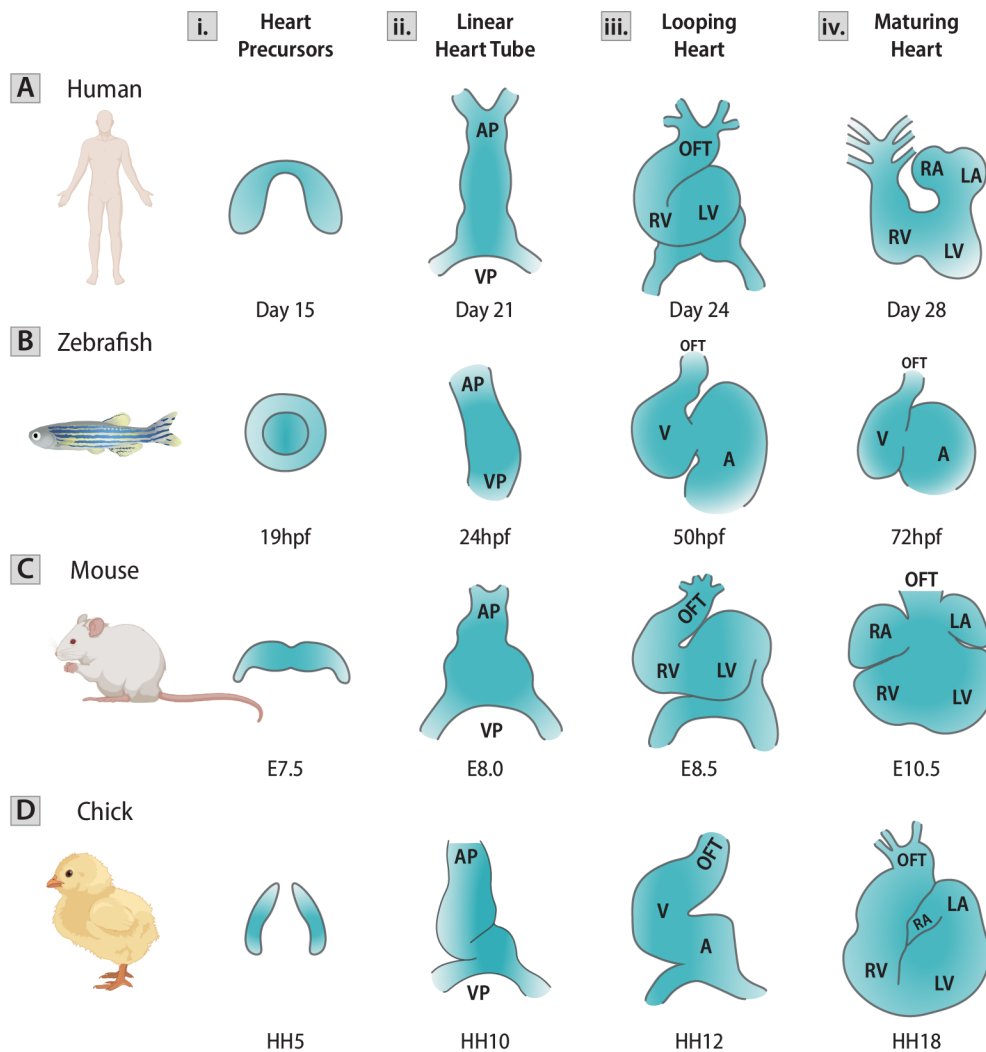 i. Heart Precursors
ii. Linear Heart Tube
iii. Looping Heart
iv. Maturing Heart
A Human
AP
VP
OFT
RV LV
RA LA
RV LV
Day 15 Day 21 Day 24 Day 28
B Zebrafish
AP
VP
OFT
V A
OFT
V A
19hpf 24hpf 50hpf 72hpf
C Mouse
AP
VP
OFT
RV LV
OFT
RA LA
RV LV
E7.5 E8.0 E8.5 E10.5
D Chick
AP
VP
OFT
V
A
OFT
RA LA
RV LV
HH5 HH10 HH12 HH18